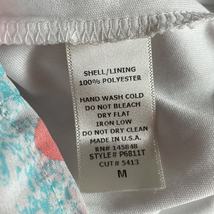 SHELL/LINING
100% POLYESTER
HAND WASH COLD
DO NOT BLEACH
DRY FLAT
IRON LOW
DO NOT DRY CLEAN
MADE IN U.S.A.
RN# 14584B
STYLE# P6811T
CUT# 5413
M